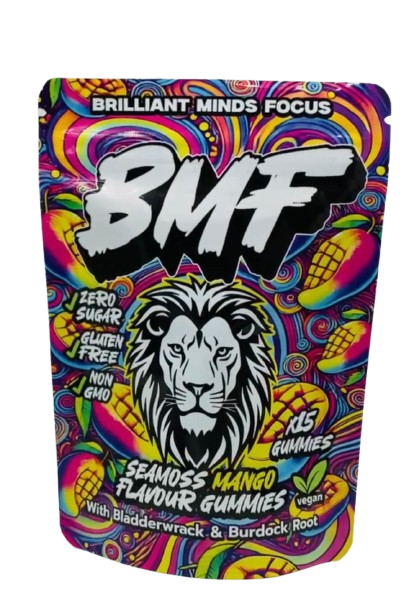 BRILLIANT MINDS FOCUS
BMF
ZERO
SUGAR
GLUTEN
FREE
NON
GMO
X15
GUMMIES
SEAMOSS MANGO
FLAVOUR GUMMIES
vegan
With Bladderwrack & Burdock Root